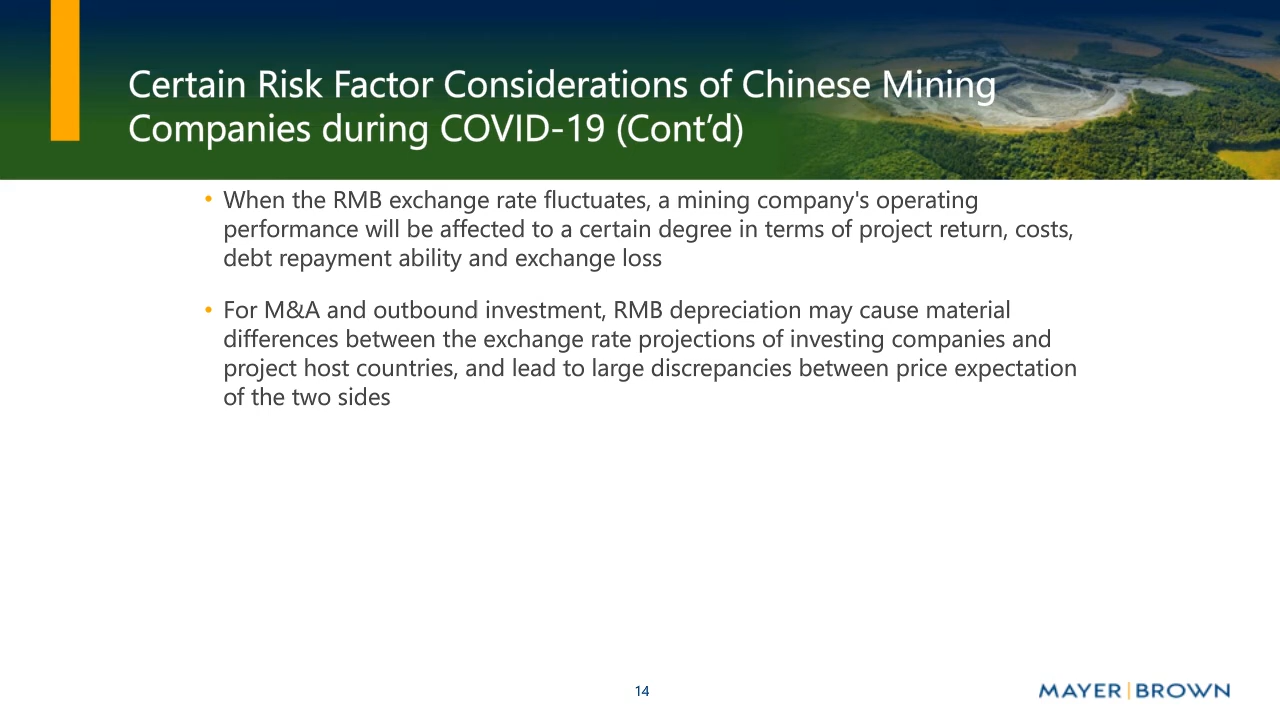 Certain Risk Factor Considerations of Chinese Mining
Companies during COVID-19 (Cont’d)
• When the RMB exchange rate fluctuates, a mining company's operating
performance will be affected to a certain degree in terms of project return, costs,
debt repayment ability and exchange loss
• For M&A and outbound investment, RMB depreciation may cause material
differences between the exchange rate projections of investing companies and
project host countries, and lead to large discrepancies between price expectation
of the two sides
14
MAYER | BROWN